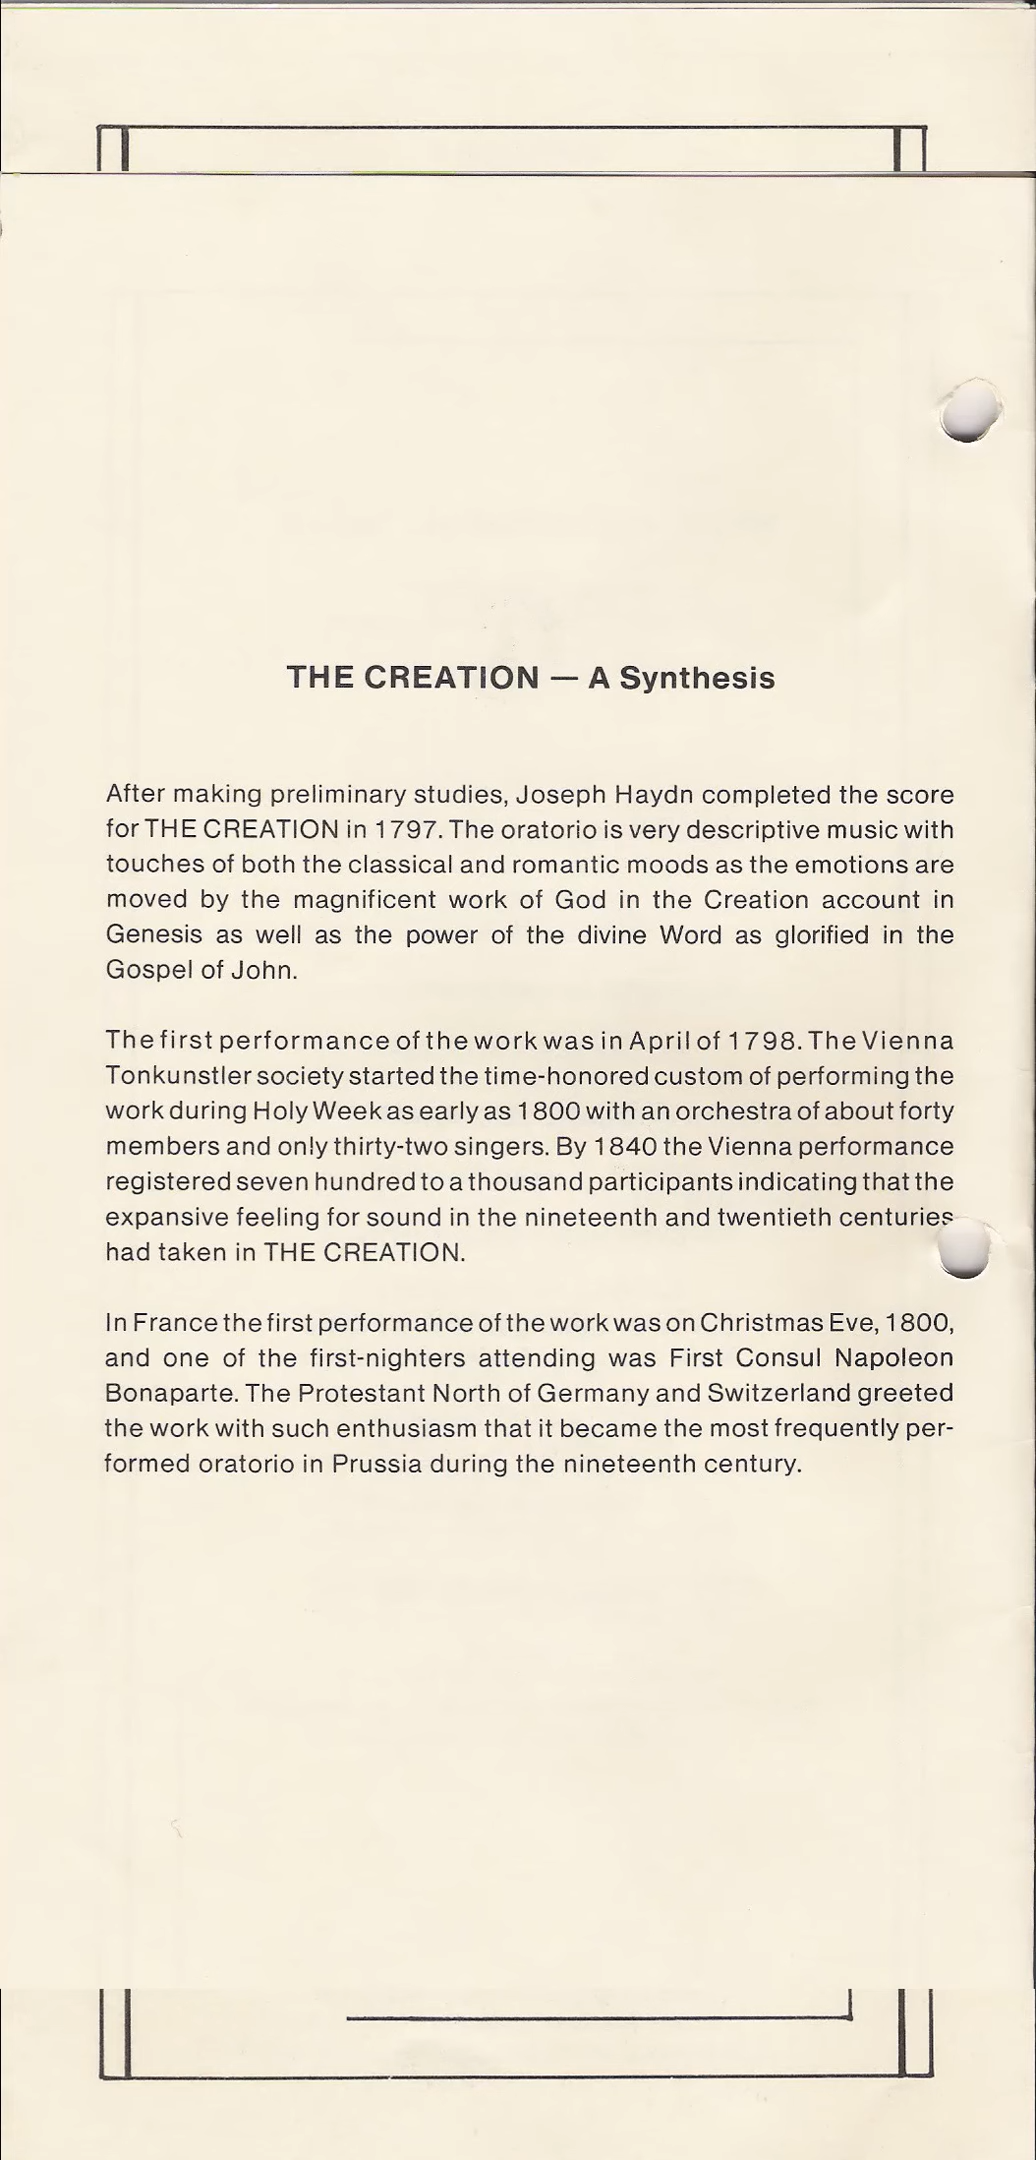 THE CREATION — A Synthesis
After making preliminary studies, Joseph Haydn completed the score
for THE CREATION in 1797. The oratorio is very descriptive music with
touches of both the classical and romantic moods as the emotions are
moved by the magnificent work of God in the Creation account in
Genesis as well as the power of the divine Word as glorified in the
Gospel of John.
The first performance of the work was in April of 1798. The Vienna
Tonkunstler society started the time-honored custom of performing the
work during Holy Week as early as 1800 with an orchestra of about forty
members and only thirty-two singers. By 1840 the Vienna performance
registered seven hundred to a thousand participants indicating that the
expansive feeling for sound in the nineteenth and twentieth centuries
had taken in THE CREATION.
In France the first performance of the work was on Christmas Eve, 1800,
and one of the first-nighters attending was First Consul Napoleon
Bonaparte. The Protestant North of Germany and Switzerland greeted
the work with such enthusiasm that it became the most frequently per-
formed oratorio in Prussia during the nineteenth century.